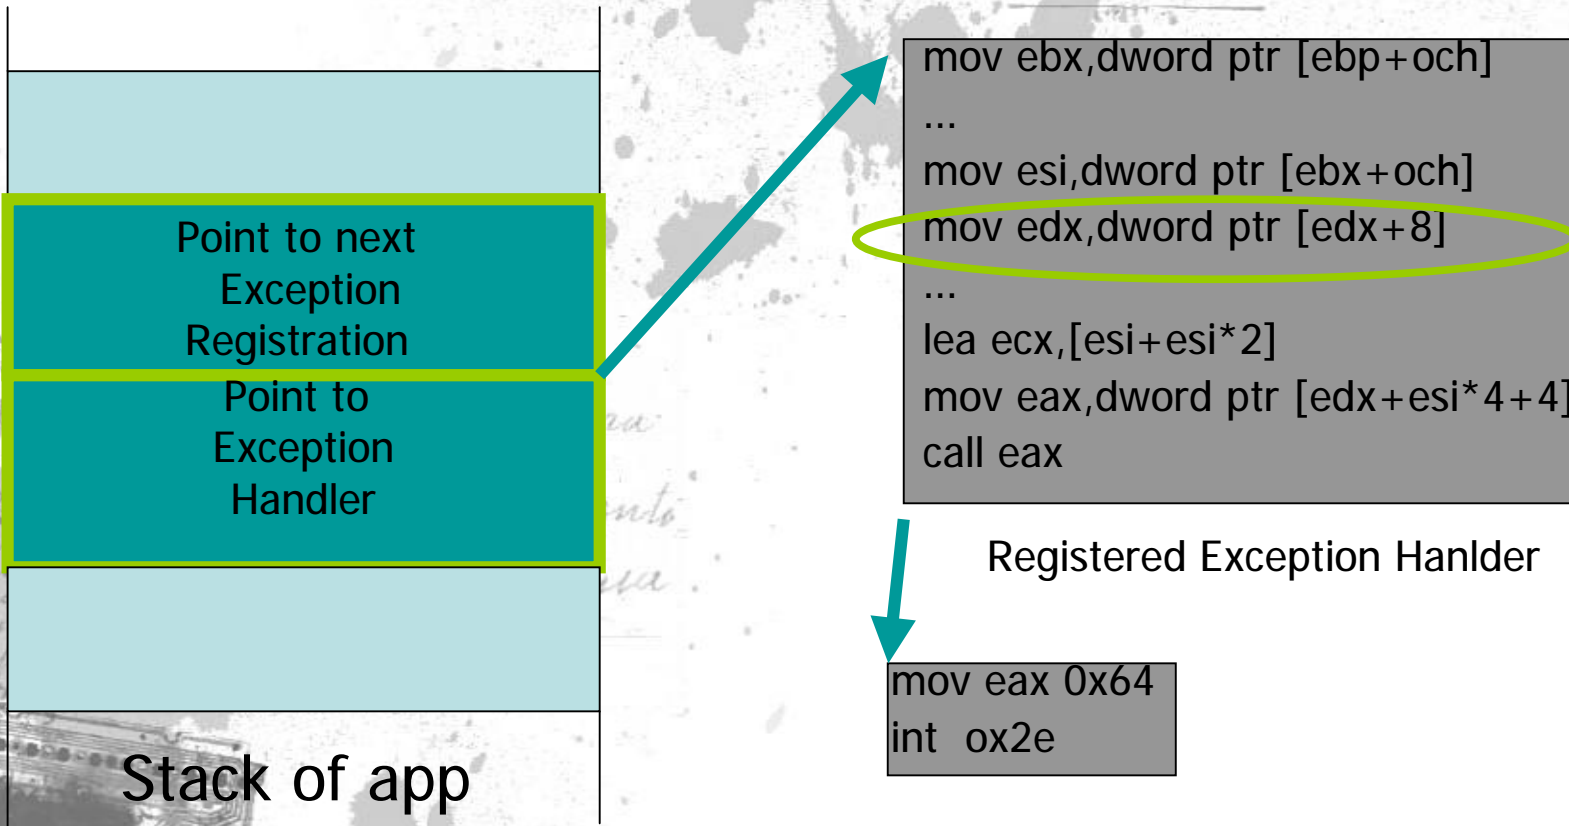 Point to next
Exception
Registration
Point to
Exception
Handler
Stack of app
mov ebx,dword ptr [ebp+och]
...
mov esi,dword ptr [ebx+och]
mov edx,dword ptr [edx+8]
...
lea ecx,[esi+esi*2]
mov eax,dword ptr [edx+esi*4+4]
call eax
Registered Exception Hanlder
mov eax 0x64
int ox2e